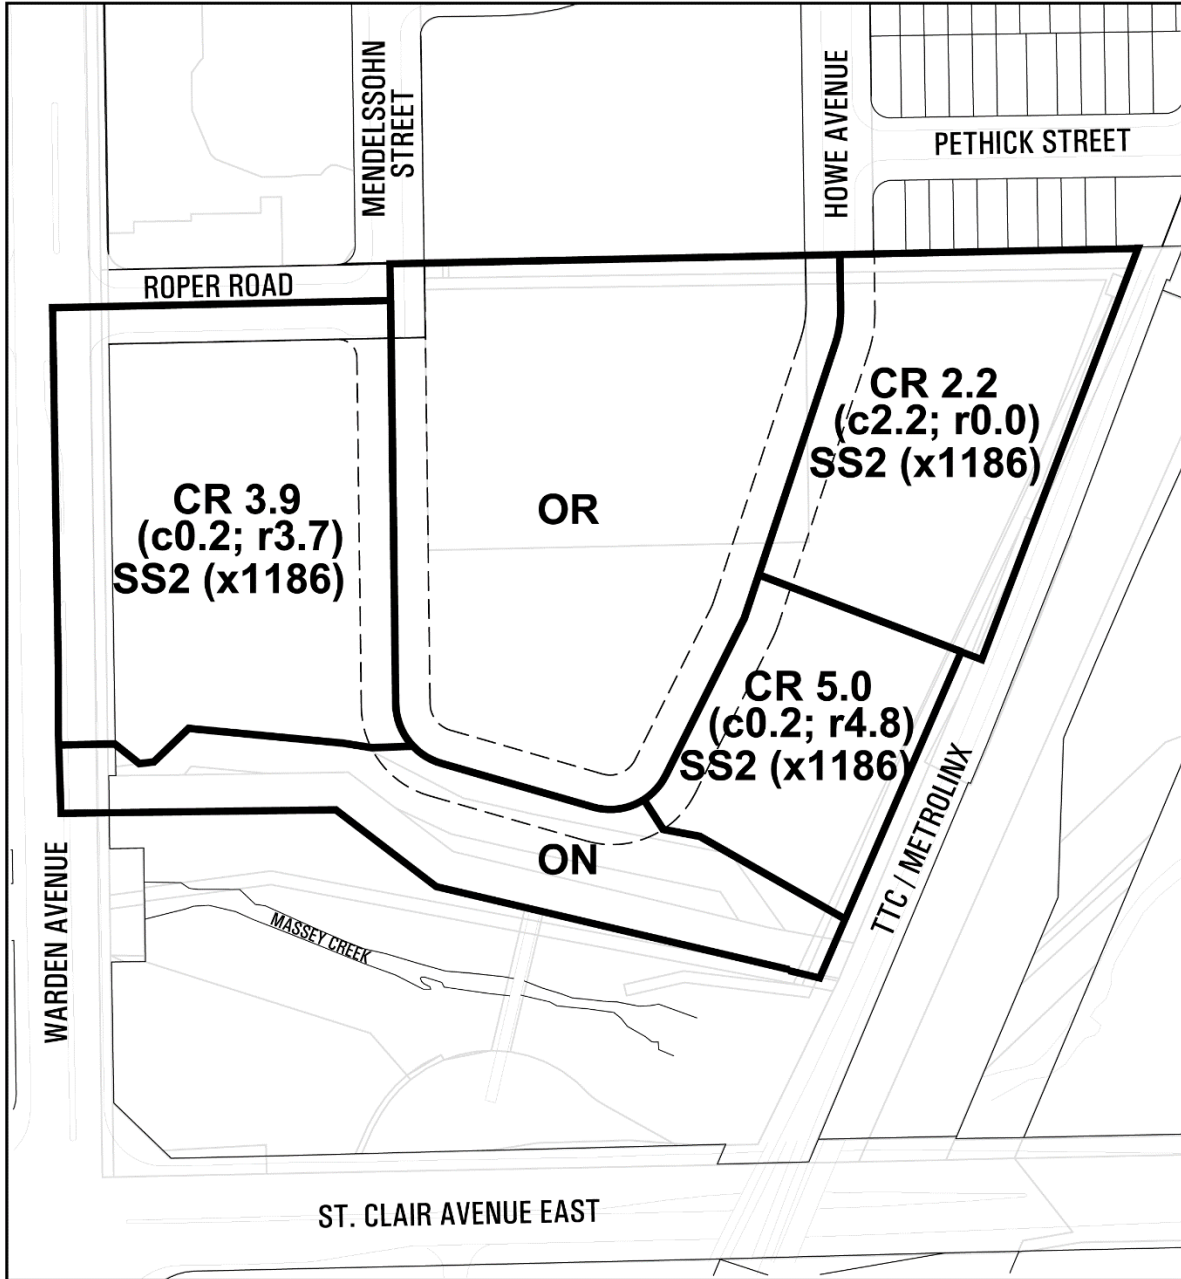 MENDELSSOHN
STREET
HOWE AVENUE
PETHICK STREET
ROPER ROAD
CR 2.2
(c2.2; r0.0)
SS2 (x1186)
CR 3.9
(c0.2; r3.7)
SS2 (x1186)
OR
CR 5.0
(c0.2; r4.8)
SS2 (x1186)
TTC / METROLINX
ON
WARDEN AVENUE
MASSEY CREEK
ST. CLAIR AVENUE EAST